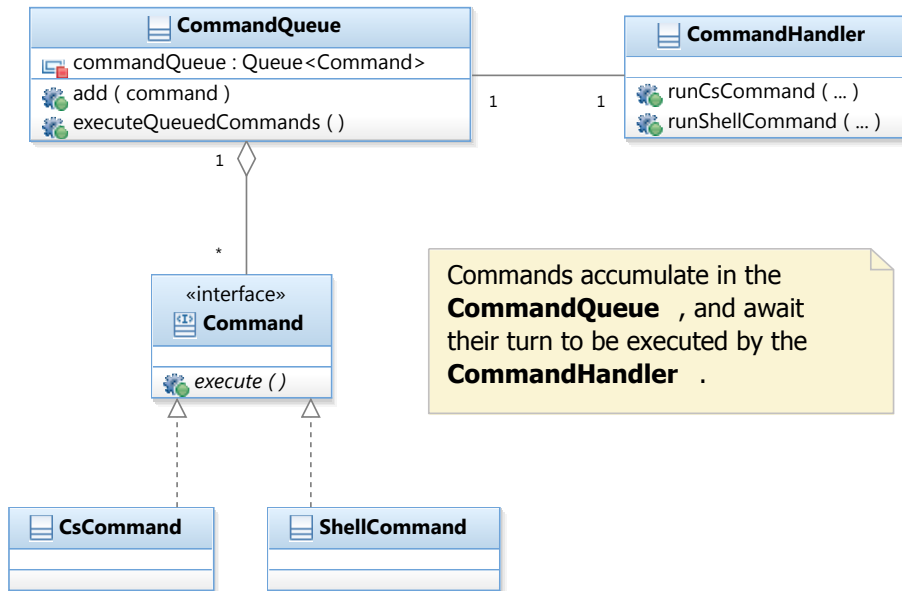 CommandQueue
commandQueue : Queue<Command>
add ( command )
executeQueuedCommands ( )
CommandHandler
runCsCommand ( ... )
runShellCommand ( ... )
1
1
1
*
«interface»
<I>
Command
execute ( )
Commands accumulate in the
CommandQueue , and await
their turn to be executed by the
CommandHandler .
CsCommand
ShellCommand